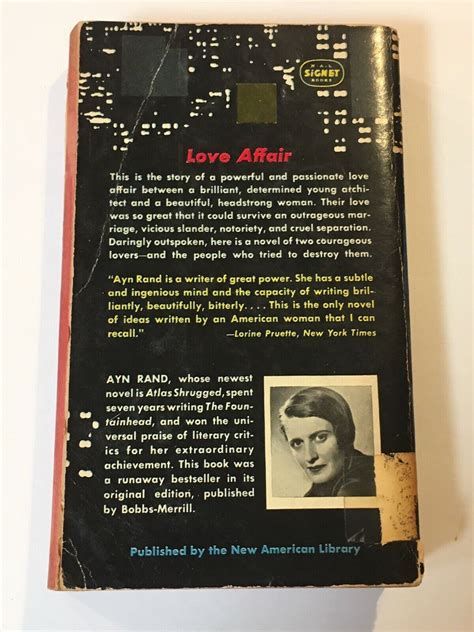 N.A.L
SIGNET
BOOKS
Love Affair
This is the story of a powerful and passionate love
affair between a brilliant, determined young archi-
tect and a beautiful, headstrong woman. Their love
was so great that it could survive an outrageous mar-
riage, vicious slander, notoriety, and cruel separation.
Daringly outspoken, here is a novel of two courageous
lovers—and the people who tried to destroy them.
"Ayn Rand is a writer of great power. She has a subtle
and ingenious mind and the capacity of writing bril-
liantly, beautifully, bitterly. . . . This is the only novel
of ideas written by an American woman that I can
recall."
—Lorine Pruette, New York Times
AYN RAND, whose newest
novel is Atlas Shrugged, spent
seven years writing The Foun-
tainhead, and won the uni-
versal praise of literary crit-
ics for her extraordinary
achievement. This book was
a runaway bestseller in its
original edition, published
by Bobbs-Merrill.
Published by the New American Library